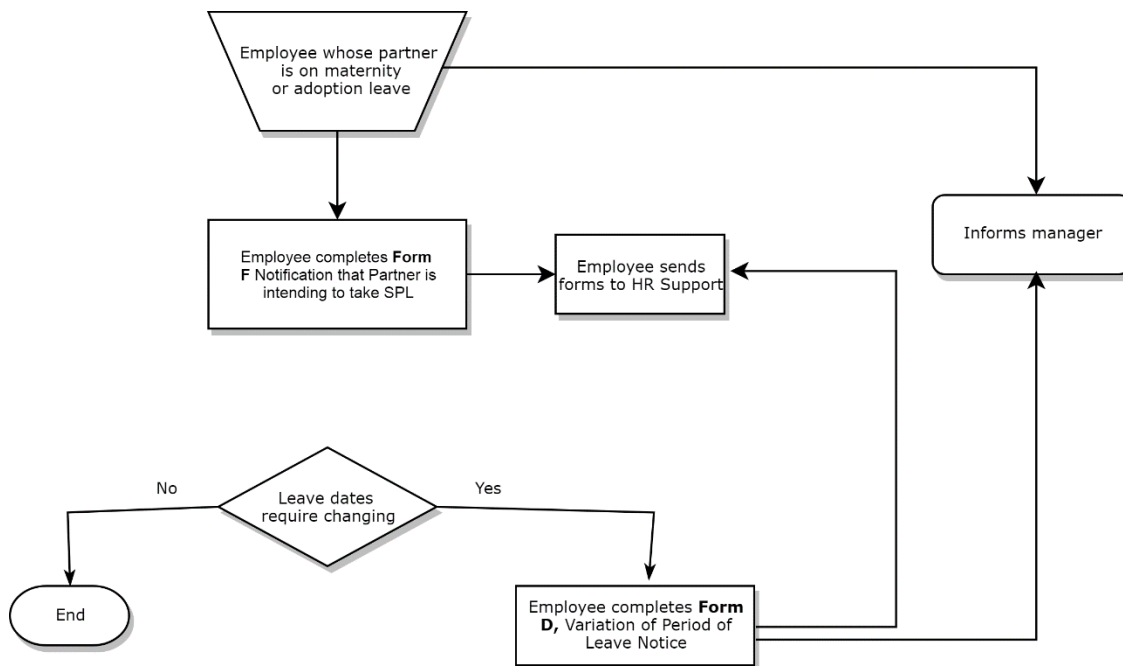 Employee whose partner
is on maternity
or adoption leave
Employee completes Form
F Notification that Partner is
intending to take SPL
Employee sends
forms to HR Support
Informs manager
No
Leave dates
require changing
Yes
End
Employee completes Form
D, Variation of Period of
Leave Notice